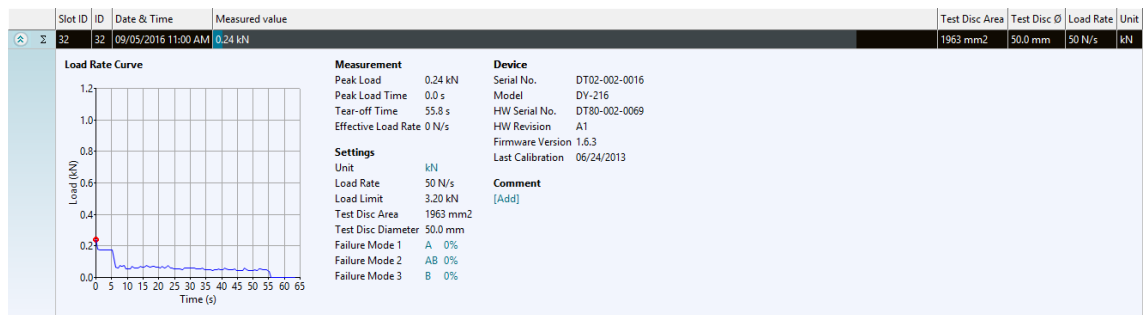 Slot ID ID Date & Time Measured value Test Disc Area Test Disc Ø Load Rate Unit
Σ 32 32 09/05/2016 11:00 AM 0.24 kN 1963 mm2 50.0 mm 50 N/s kN
Load Rate Curve
1.2
1.0
0.8
0.6
0.4
0.2
0.0
Load (kN)
0 5 10 15 20 25 30 35 40 45 50 55 60 65
Time (s)
Measurement
Peak Load 0.24 kN
Peak Load Time 0.0 s
Tear-off Time 55.8 s
Effective Load Rate 0 N/s
Settings
Unit kN
Load Rate 50 N/s
Load Limit 3.20 kN
Test Disc Area 1963 mm2
Test Disc Diameter 50.0 mm
Failure Mode 1 A 0%
Failure Mode 2 AB 0%
Failure Mode 3 B 0%
Device
Serial No. DT02-002-0016
Model DY-216
HW Serial No. DT80-002-0069
HW Revision A1
Firmware Version 1.6.3
Last Calibration 06/24/2013
Comment
[Add]